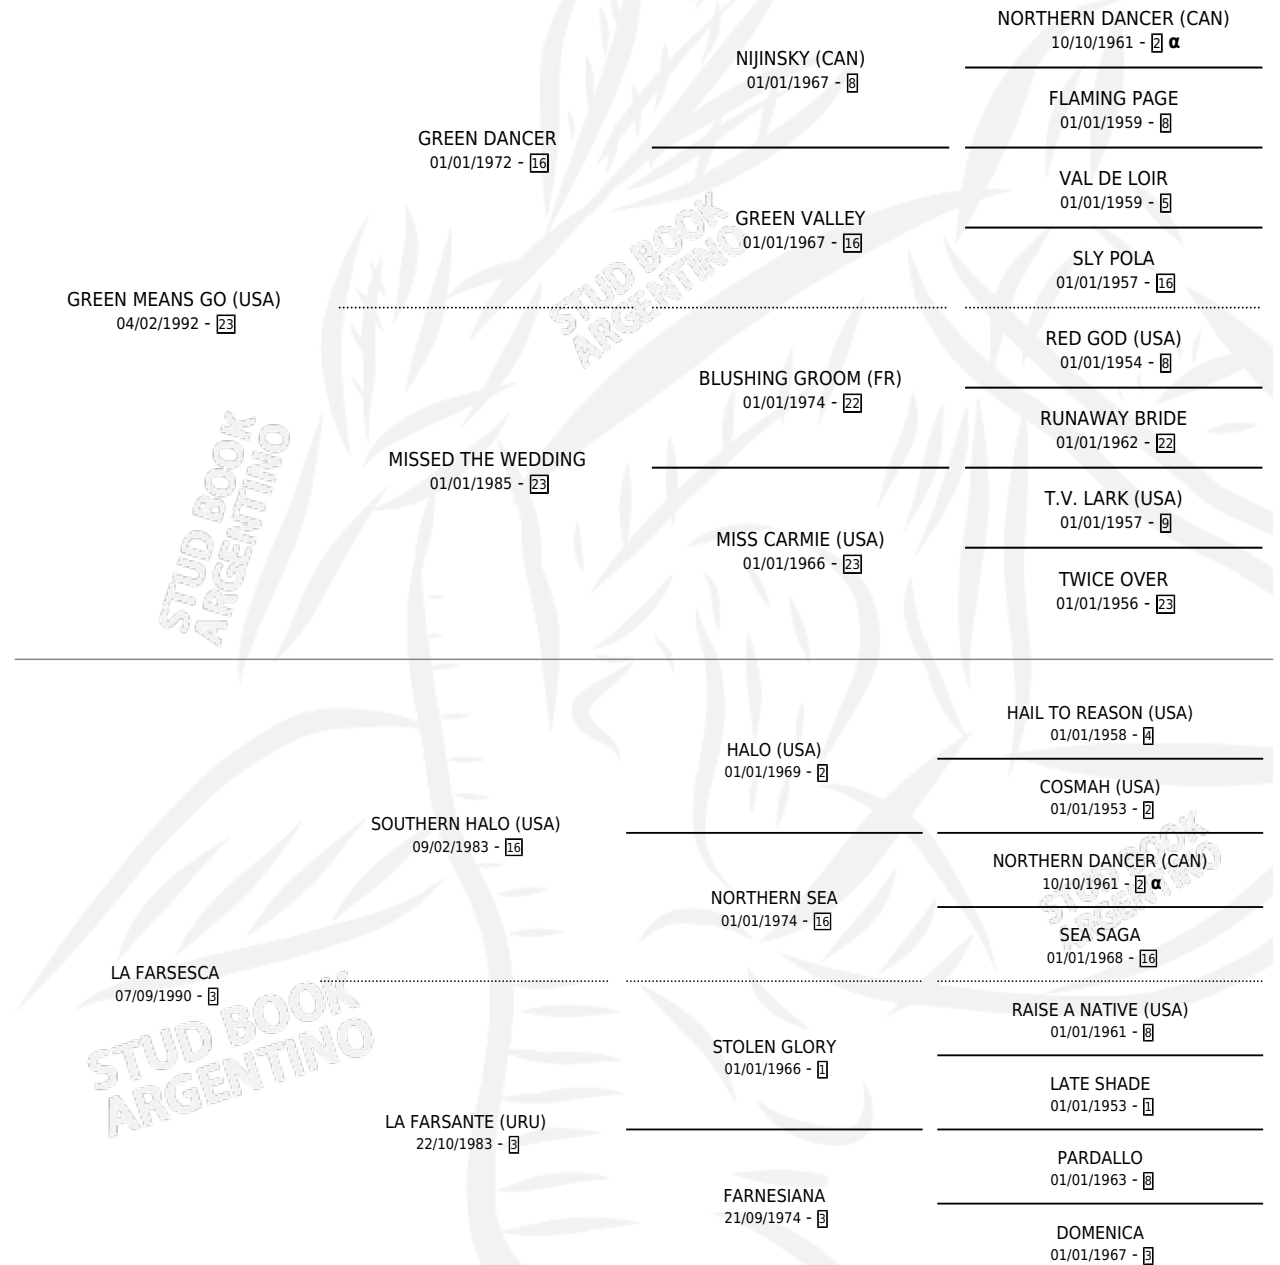 NORTHERN DANCER (CAN)
10/10/1961 - 2 α
NIJINSKY (CAN)
01/01/1967 - 8
FLAMING PAGE
01/01/1959 - 8
GREEN DANCER
01/01/1972 - 16
VAL DE LOIR
01/01/1959 - 5
GREEN VALLEY
01/01/1967 - 16
SLY POLA
01/01/1957 - 16
GREEN MEANS GO (USA)
04/02/1992 - 23
RED GOD (USA)
01/01/1954 - 8
BLUSHING GROOM (FR)
01/01/1974 - 22
RUNAWAY BRIDE
01/01/1962 - 22
MISSED THE WEDDING
01/01/1985 - 23
T.V. LARK (USA)
01/01/1957 - 9
MISS CARMIE (USA)
01/01/1966 - 23
TWICE OVER
01/01/1956 - 23
HAIL TO REASON (USA)
01/01/1958 - 4
HALO (USA)
01/01/1969 - 2
COSMAH (USA)
01/01/1953 - 2
SOUTHERN HALO (USA)
09/02/1983 - 16
NORTHERN DANCER (CAN)
10/10/1961 - 2 α
NORTHERN SEA
01/01/1974 - 16
SEA SAGA
01/01/1968 - 16
LA FARSESCA
07/09/1990 - 3
RAISE A NATIVE (USA)
01/01/1961 - 8
STOLEN GLORY
01/01/1966 - 1
LATE SHADE
01/01/1953 - 1
LA FARSANTE (URU)
22/10/1983 - 3
PARDALLO
01/01/1963 - 8
FARNESIANA
21/09/1974 - 3
DOMENICA
01/01/1967 - 3
STUD BOOK
ARGENTINO
STUD BOOK
ARGENTINO
STUD BOOK
ARGENTINO
STUD BOOK
ARGENTINO